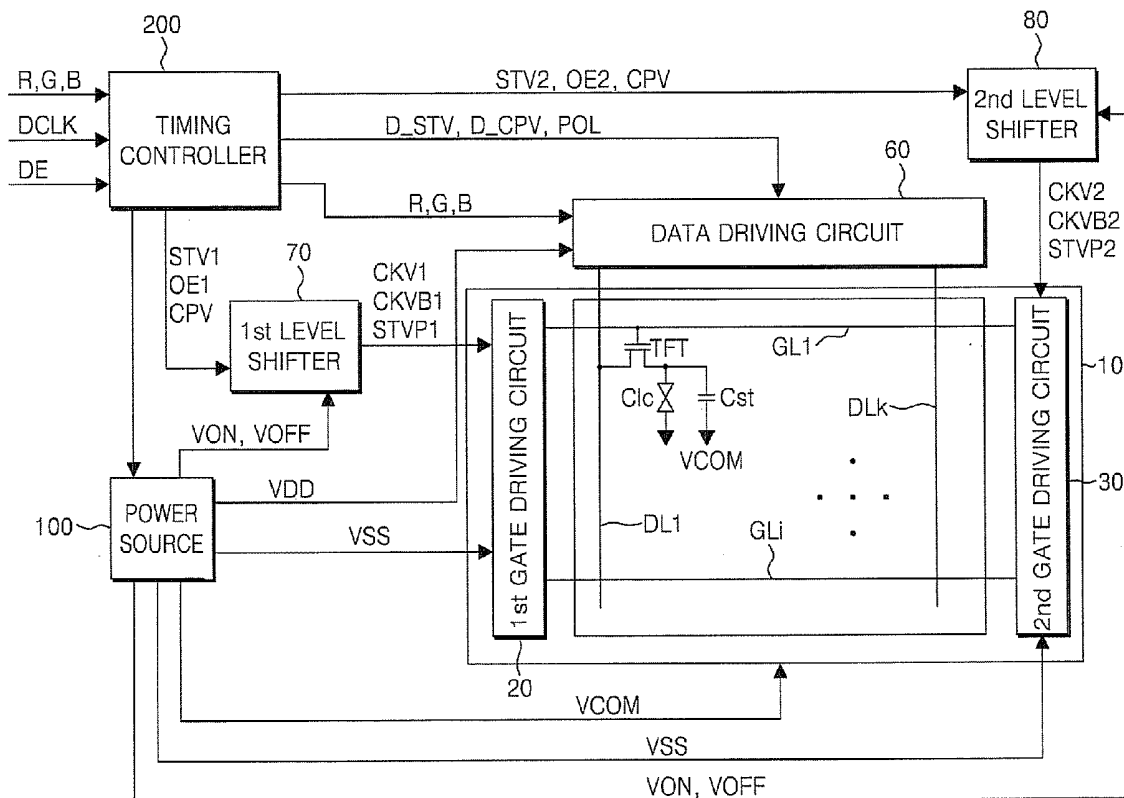 200
80
R,G,B
DCLK
DE
TIMING
CONTROLLER
STV2, OE2, CPV
2nd LEVEL
SHIFTER
D_STV, D_CPV, POL
60
R,G,B
DATA DRIVING CIRCUIT
CKV2
CKVB2
STVP2
STV1
OE1
CPV
70
1st LEVEL
SHIFTER
CKV1
CKVB1
STVP1
1st GATE DRIVING CIRCUIT
TFT
GL1
Clc
Cst
VCOM
DLk
2nd GATE DRIVING CIRCUIT
10
30
VON, VOFF
VDD
100
POWER
SOURCE
VSS
DL1
GLi
20
VCOM
VSS
VON, VOFF